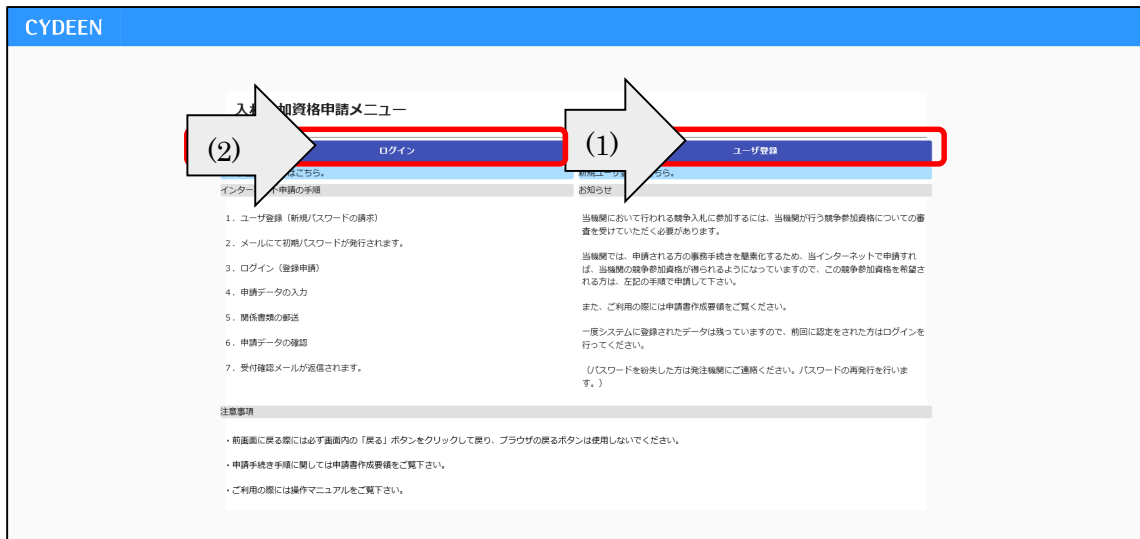 CYDEEN
入札 加資格申請メニュー
(2)
ログイン
(1)
ユーザ登録
はこちら。
新規ユーザ こちら。
インター ット申請の手順
お知らせ
1．ユーザ登録（新規パスワードの請求）
2．メールにて初期パスワードが発行されます。
3．ログイン（登録申請）
4．申請データの入力
5．関係書類の郵送
6．申請データの確認
7．受付確認メールが返信されます。
当機関において行われる競争入札に参加するには、当機関が行う競争参加資格についての審
査を受けていただく必要があります。
当機関では、申請される方の事務手続きを簡素化するため、当インターネットで申請すれ
ば、当機関の競争参加資格が得られるようになっていますので、この競争参加資格を希望さ
れる方は、左記の手順で申請して下さい。
また、ご利用の際には申請書作成要領をご覧ください。
一度システムに登録されたデータは残っていますので、前回に認定をされた方はログインを
行ってください。
（パスワードを紛失した方は発注機関にご連絡ください。パスワードの再発行を行いま
す。）
注意事項
・前画面に戻る際には必ず画面内の「戻る」ボタンをクリックして戻り、ブラウザの戻るボタンは使用しないでください。
・申請手続き手順に関しては申請書作成要領をご覧下さい。
・ご利用の際には操作マニュアルをご覧下さい。